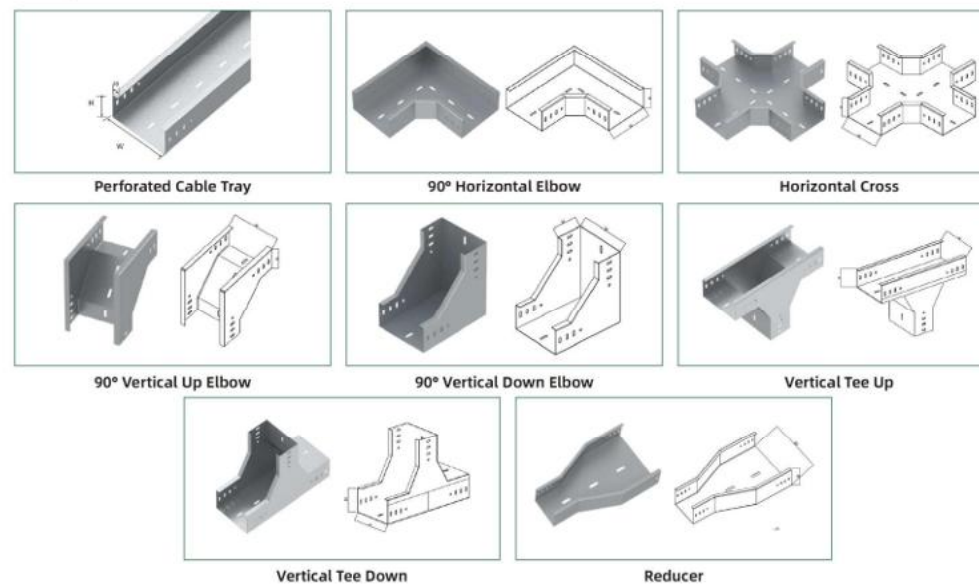 H
W
Perforated Cable Tray
90° Horizontal Elbow
Horizontal Cross
90° Vertical Up Elbow
90° Vertical Down Elbow
Vertical Tee Up
Vertical Tee Down
Reducer